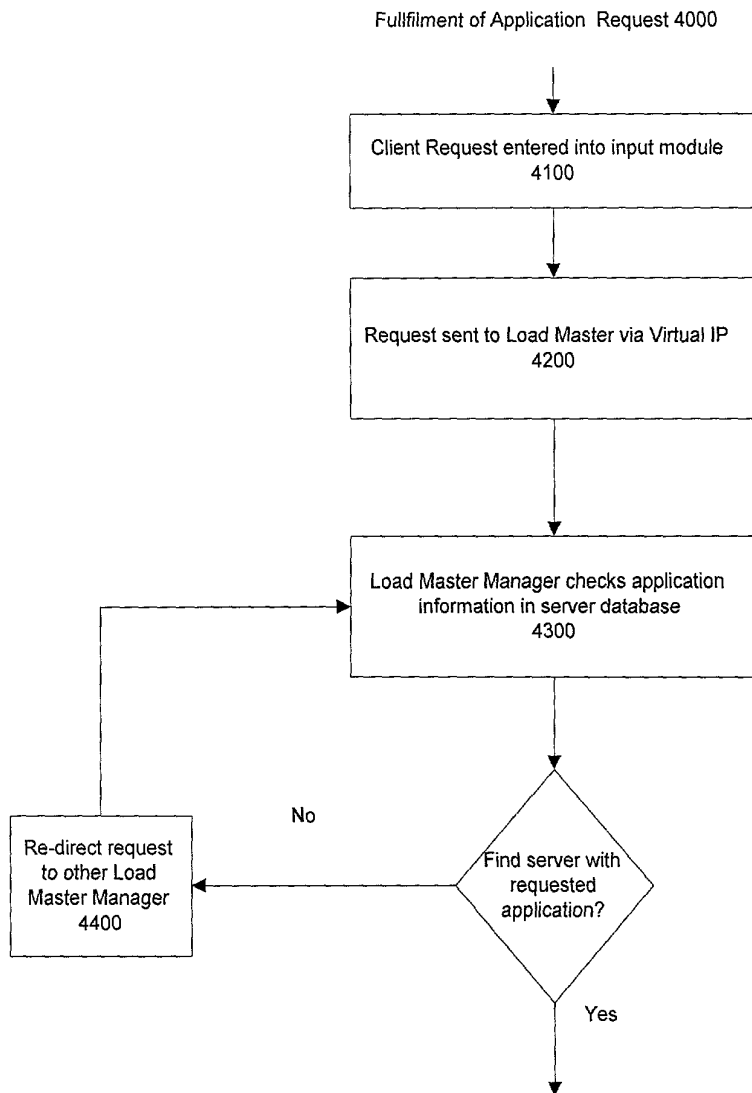 Fullfilment of Application Request 4000
Client Request entered into input module
4100
Request sent to Load Master via Virtual IP
4200
Load Master Manager checks application
information in server database
4300
No
Re-direct request
to other Load
Master Manager
4400
Find server with
requested
application?
Yes